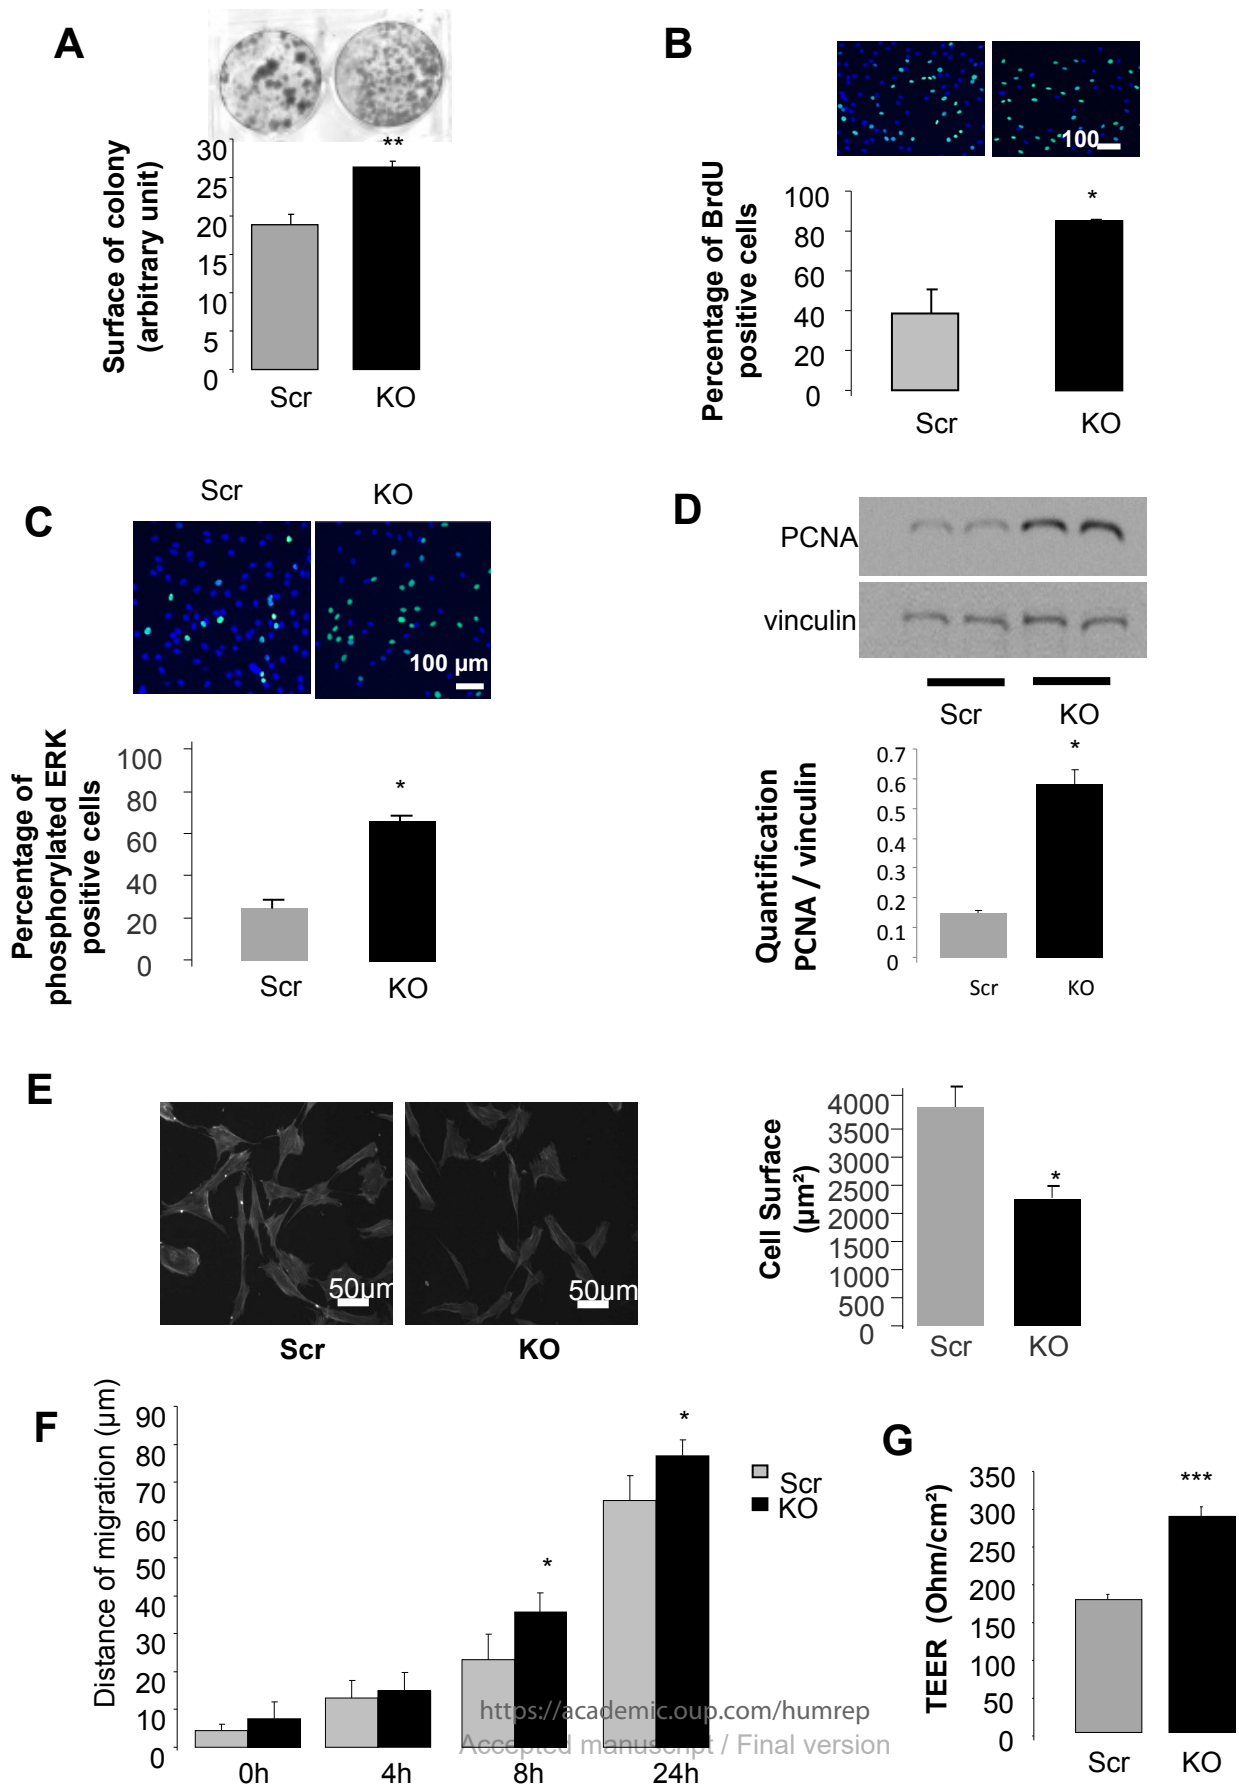 A
**
30
25
20
15
10
5
0
Surface of colony
(arbitrary unit)
Scr
KO
B
100
100
80
60
40
20
0
*
Percentage of BrdU
positive cells
Scr
KO
Scr
KO
C
100 µm
100
80
60
40
20
0
*
Percentage of
phosphorylated ERK
positive cells
Scr
KO
D
PCNA
vinculin
Scr
KO
0.7
0.6
0.5
0.4
0.3
0.2
0.1
0
*
Quantification
PCNA / vinculin
Scr
KO
E
50µm
50µm
Scr
KO
4000
3500
3000
2500
2000
1500
1000
500
0
*
Cell Surface
(µm²)
Scr
KO
F
90
80
70
60
50
40
30
20
10
0
Distance of migration (µm)
*
*
Scr
KO
0h
4h
8h
24h
G
350
300
250
200
150
100
50
0
***
TEER (Ohm/cm²)
Scr
KO
https://academic.oup.com/humrep
Accepted manuscript / Final version